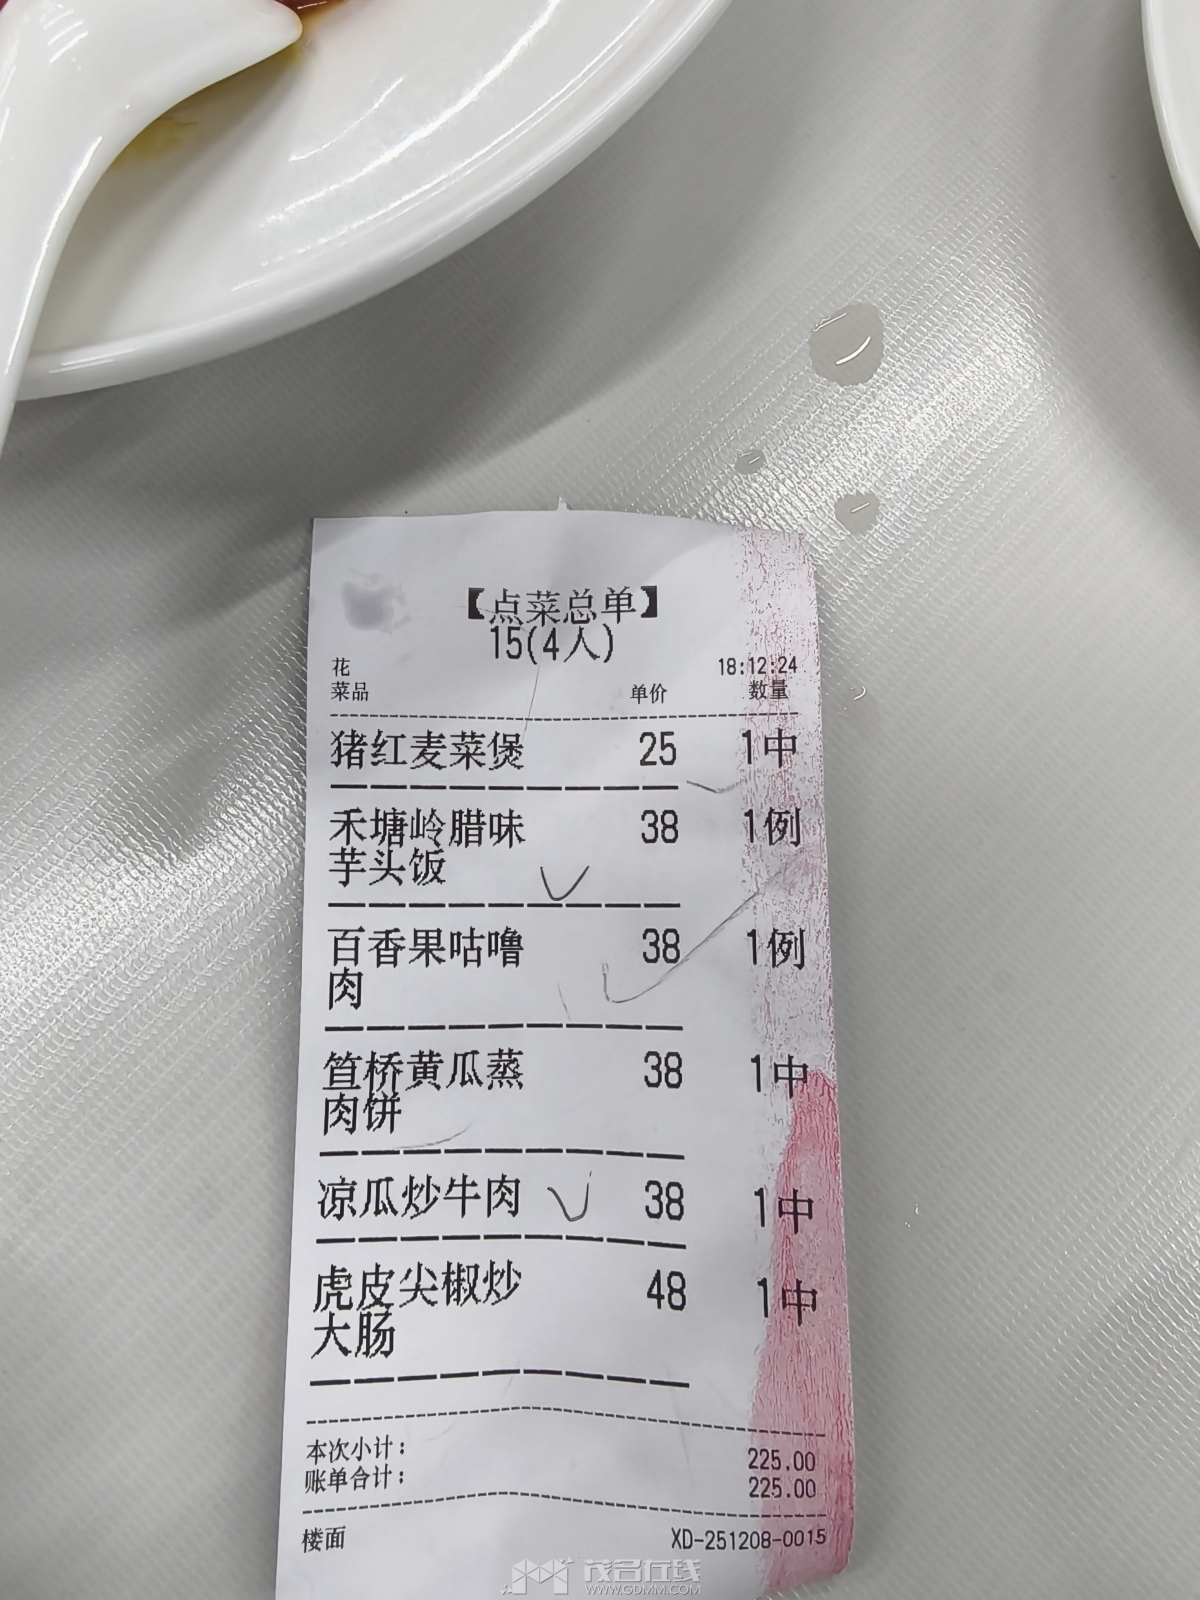 【点菜总单】
15(4人)
花 18:12:24
菜品 单价 数量
猪红麦菜煲 25 1中
禾塘岭腊味 38 1例
芋头饭
百香果咕噜 38 1例
肉
笪桥黄瓜蒸 38 1中
肉饼
凉瓜炒牛肉 38 1中
虎皮尖椒炒 48 1中
大肠
本次小计： 225.00
账单合计： 225.00
楼面 XD-251208-0015
茂名在线
WWW.GDMM.COM